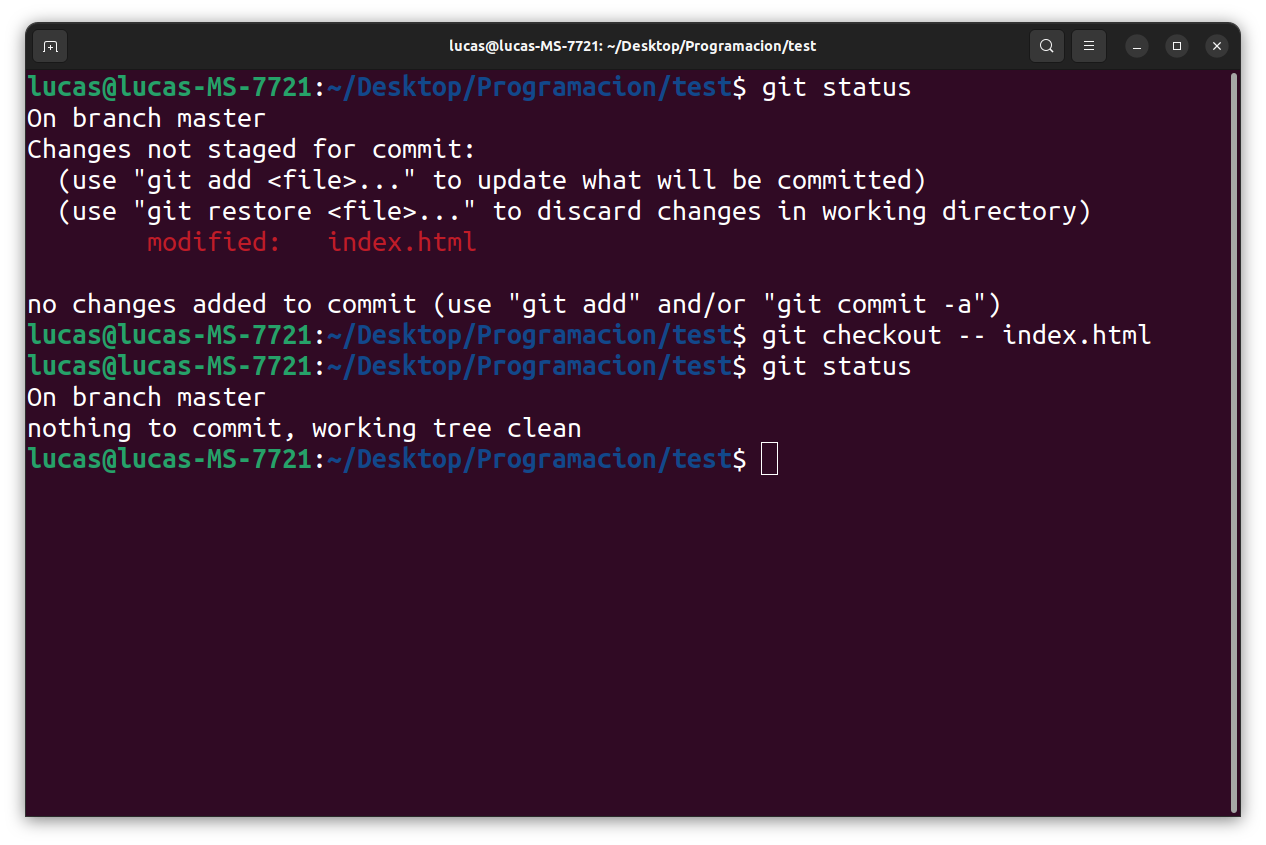 lucas@lucas-MS-7721: ~/Desktop/Programacion/test
lucas@lucas-MS-7721:~/Desktop/Programacion/test$ git status
On branch master
Changes not staged for commit:
  (use "git add <file>..." to update what will be committed)
  (use "git restore <file>..." to discard changes in working directory)
        modified:   index.html

no changes added to commit (use "git add" and/or "git commit -a")
lucas@lucas-MS-7721:~/Desktop/Programacion/test$ git checkout -- index.html
lucas@lucas-MS-7721:~/Desktop/Programacion/test$ git status
On branch master
nothing to commit, working tree clean
lucas@lucas-MS-7721:~/Desktop/Programacion/test$